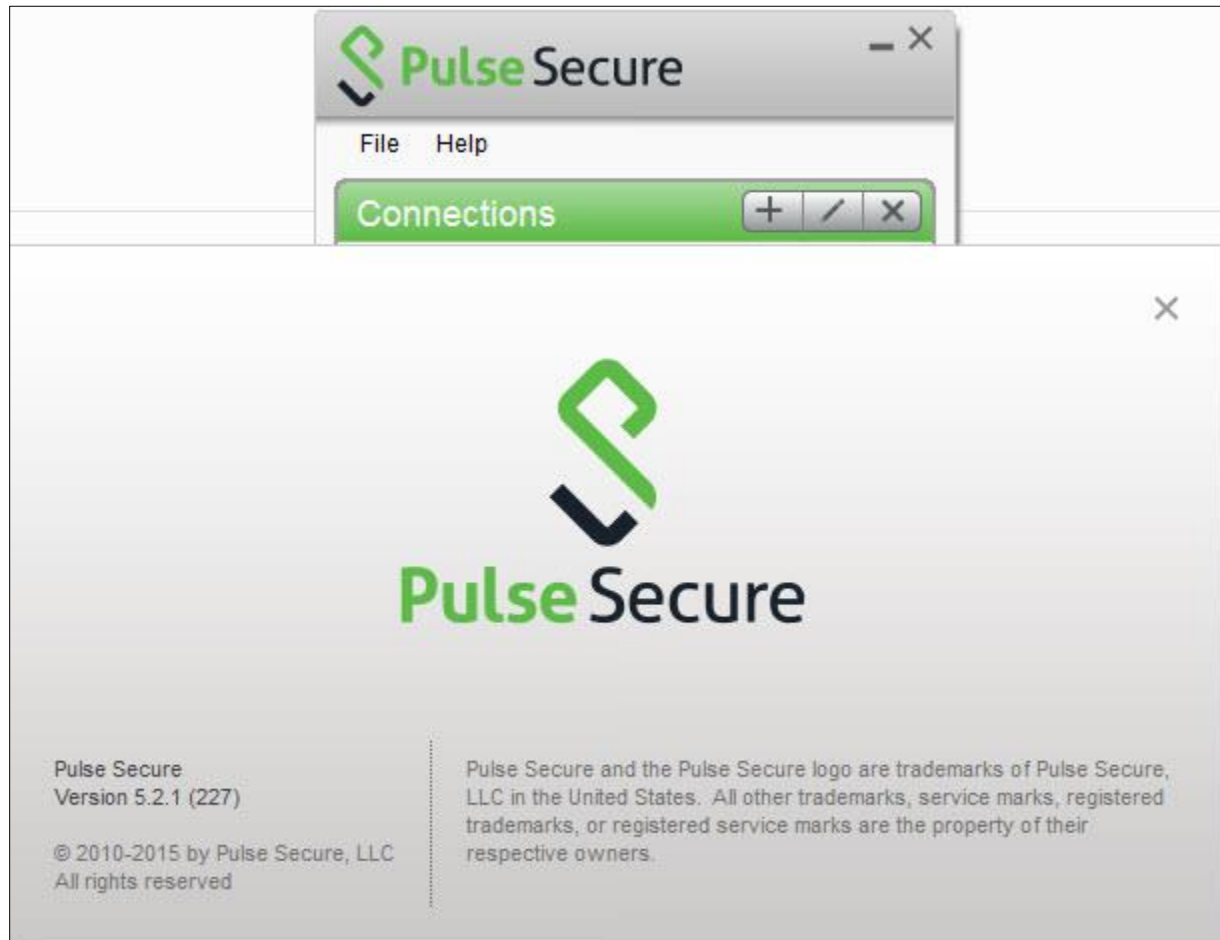 Pulse Secure
File Help
Connections
Pulse Secure
Pulse Secure
Version 5.2.1 (227)
© 2010-2015 by Pulse Secure, LLC
All rights reserved
Pulse Secure and the Pulse Secure logo are trademarks of Pulse Secure,
LLC in the United States. All other trademarks, service marks, registered
trademarks, or registered service marks are the property of their
respective owners.